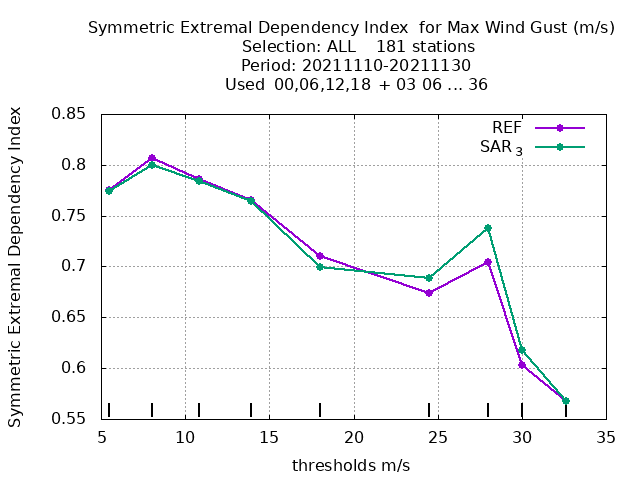 Symmetric Extremal Dependency Index  for Max Wind Gust (m/s)
Selection: ALL    181 stations
Period: 20211110-20211130
Used  00,06,12,18  + 03 06 ... 36
REF
SAR 3
Symmetric Extremal Dependency Index
0.85
0.8
0.75
0.7
0.65
0.6
0.55
5 10 15 20 25 30 35
thresholds m/s